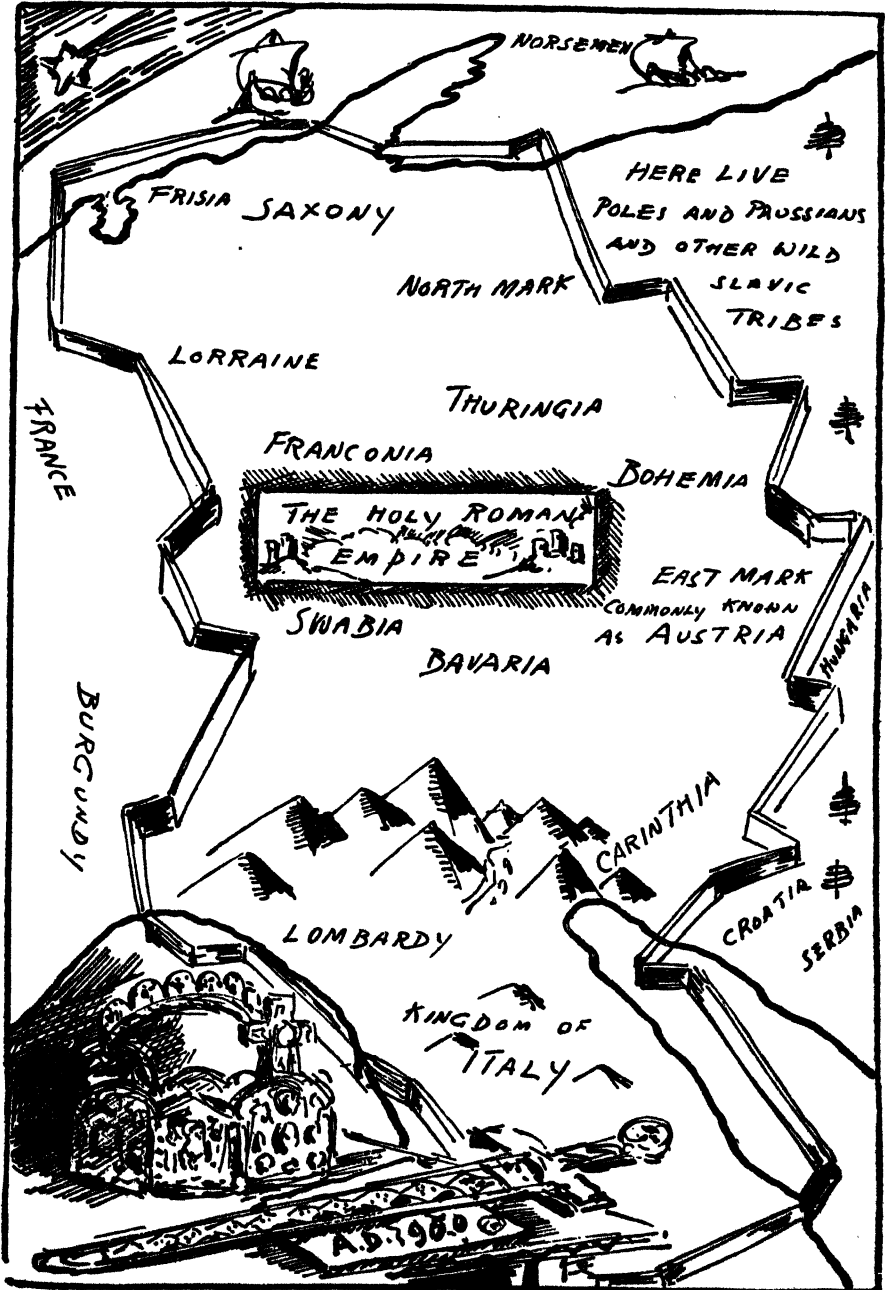 NORSEMEN
HERE LIVE
POLES AND PRUSSIANS
AND OTHER WILD
SLAVIC
TRIBES
FRISIA
SAXONY
NORTH MARK
LORRAINE
THURINGIA
FRANCE
FRANCONIA
BOHEMIA
THE HOLY ROMAN
EMPIRE
EAST MARK
COMMONLY KNOWN
AS AUSTRIA
HUNGARIA
SWABIA
BAVARIA
BURGUNDY
CARINTHIA
CROATIA
SERBIA
LOMBARDY
KINGDOM OF
ITALY
A.D.